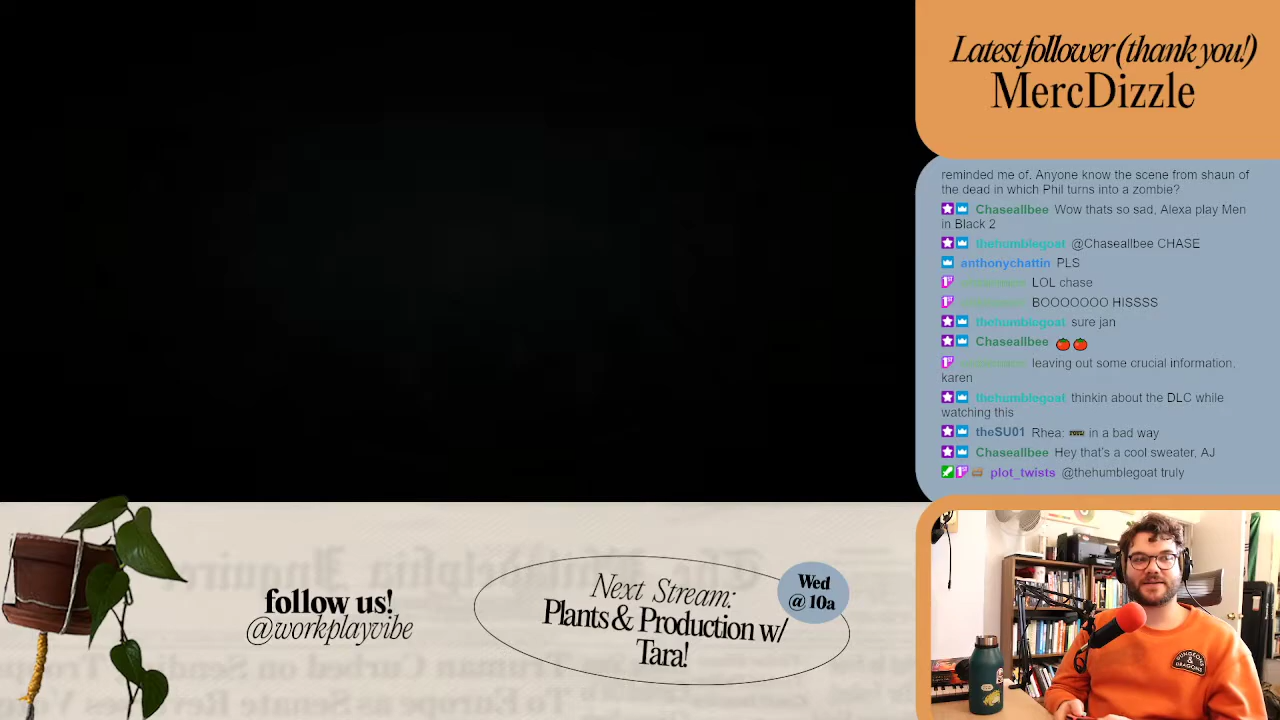 Latest follower (thank you!)
MercDizzle
reminded me of. Anyone know the scene from shaun of
the dead in which Phil turns into a zombie?
Chaseallbee Wow thats so sad, Alexa play Men
in Black 2
thehumblegoat @Chaseallbee CHASE
anthonychattin PLS
LOL chase
BOOOOOOO HISSSS
thehumblegoat sure jan
Chaseallbee
leaving out some crucial information,
karen
thehumblegoat thinkin about the DLC while
watching this
theSU01 Rhea: in a bad way
Chaseallbee Hey that's a cool sweater, AJ
plot_twists @thehumblegoat truly
follow us!
@workplayvibe
Next Stream:
Plants & Production w/
Tara!
Wed
@ 10a
DUNGEONS
& DRAGONS